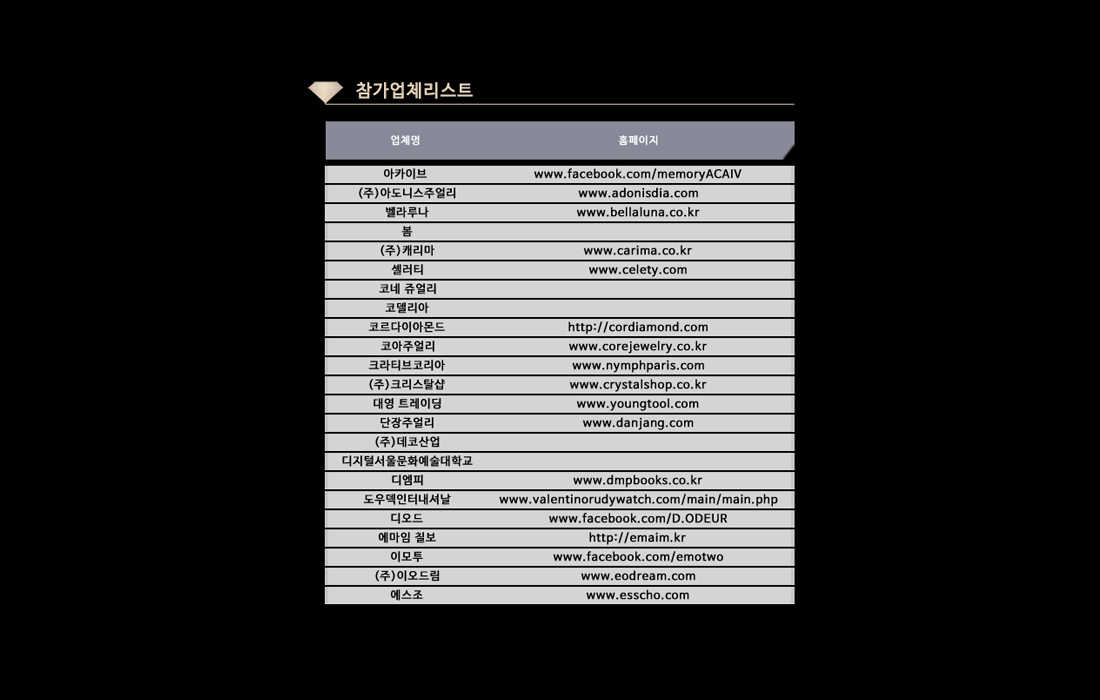 참가업체리스트
업체명 홈페이지
아카이브 www.facebook.com/memoryACAIV
(주)아도니스주얼리 www.adonisdia.com
벨라루나 www.bellaluna.co.kr
봄
(주)캐리마 www.carima.co.kr
셀러티 www.celety.com
코네 쥬얼리
코델리아
코르다이아몬드 http://cordiamond.com
코아주얼리 www.corejewelry.co.kr
크라티브코리아 www.nymphparis.com
(주)크리스탈샵 www.crystalshop.co.kr
대영 트레이딩 www.youngtool.com
단장주얼리 www.danjang.com
(주)데코산업
디지털서울문화예술대학교
디엠피 www.dmpbooks.co.kr
도우덱인터내셔날 www.valentinorudywatch.com/main/main.php
디오드 www.facebook.com/D.ODEUR
에마임 칠보 http://emaim.kr
이모투 www.facebook.com/emotwo
(주)이오드림 www.eodream.com
에스조 www.esscho.com